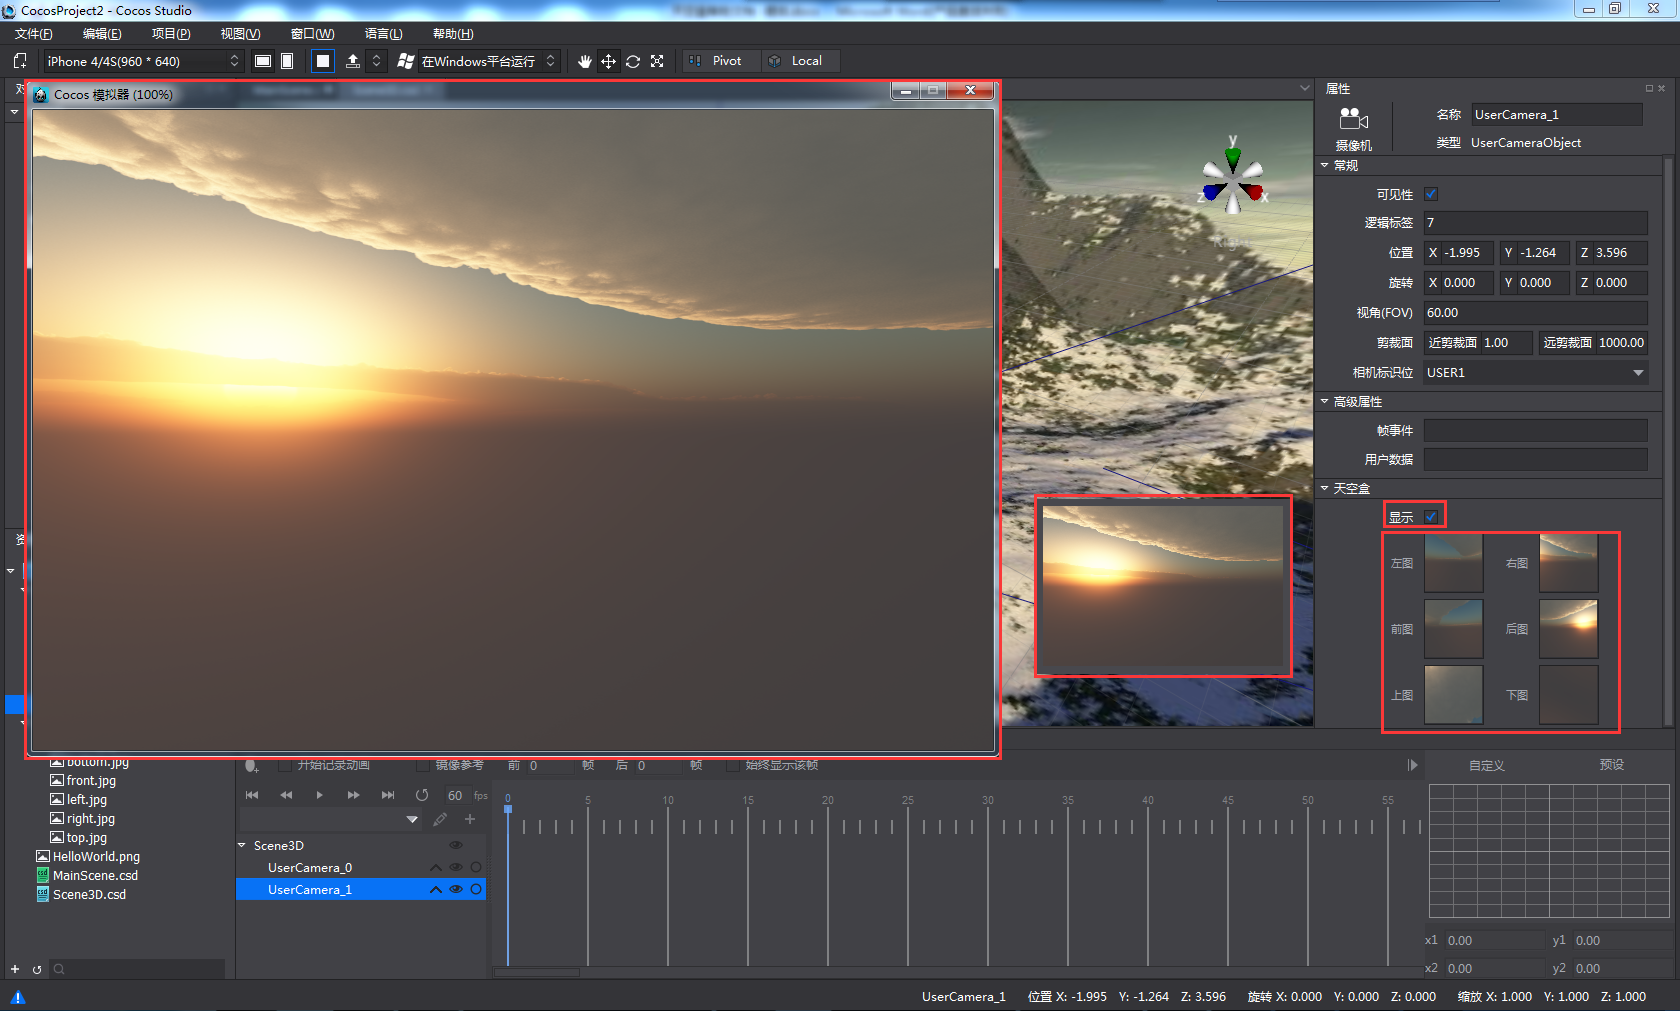 CocosProject2 - Cocos Studio
文件(F) 编辑(E) 项目(P) 视图(V) 窗口(W) 语言(L) 帮助(H)
iPhone 4/4S(960 * 640) 在Windows平台运行 Pivot Local
Cocos 模拟器 (100%)
y
z
x
属性
摄像机
名称 UserCamera_1
类型 UserCameraObject
常规
可见性
逻辑标签 7
位置 X -1.995 Y -1.264 Z 3.596
旋转 X 0.000 Y 0.000 Z 0.000
视角(FOV) 60.00
剪裁面 近剪裁面 1.00 远剪裁面 1000.00
相机标识位 USER1
高级属性
帧事件
用户数据
天空盒
显示
左图 右图
前图 后图
上图 下图
bottom.jpg
front.jpg
left.jpg
right.jpg
top.jpg
HelloWorld.png
MainScene.csd
Scene3D.csd
开始记录动画 镜像参考 前 0 帧 后 0 帧 始终显示该帧
60 fps
0 5 10 15 20 25 30 35 40 45 50 55
Scene3D
UserCamera_0
UserCamera_1
自定义 预设
x1 0.00 y1 0.00
x2 0.00 y2 0.00
UserCamera_1 位置 X: -1.995 Y: -1.264 Z: 3.596 旋转 X: 0.000 Y: 0.000 Z: 0.000 缩放 X: 1.000 Y: 1.000 Z: 1.000